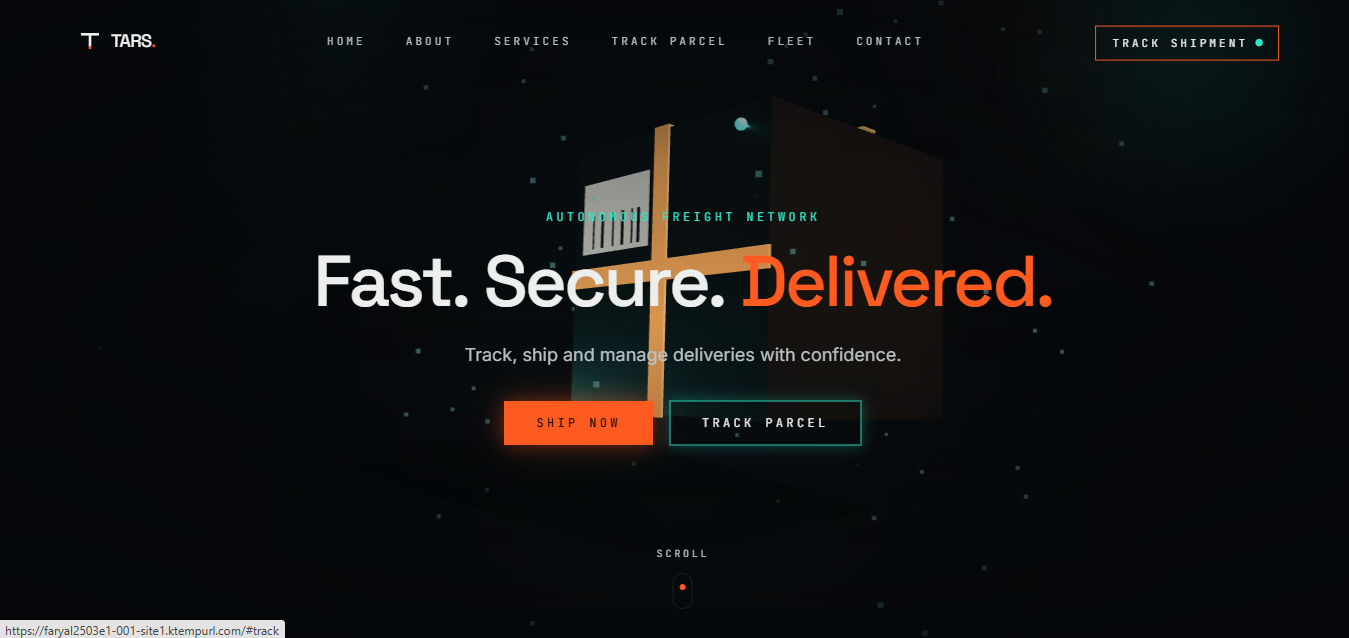 TARS.
HOME ABOUT SERVICES TRACK PARCEL FLEET CONTACT
TRACK SHIPMENT
AUTONOMOUS FREIGHT NETWORK
Fast. Secure. Delivered.
Track, ship and manage deliveries with confidence.
SHIP NOW TRACK PARCEL
SCROLL
https://faryal2503e1-001-site1.ktempurl.com/#track